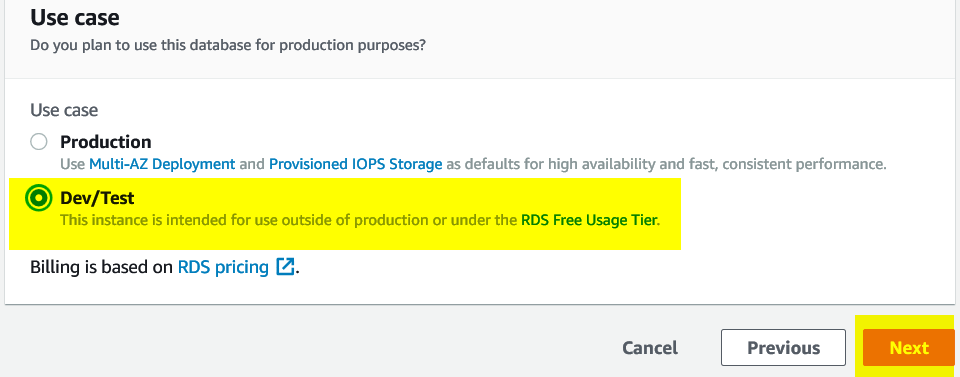 Use case
Do you plan to use this database for production purposes?
Use case
Production
Use Multi-AZ Deployment and Provisioned IOPS Storage as defaults for high availability and fast, consistent performance.
Dev/Test
This instance is intended for use outside of production or under the RDS Free Usage Tier.
Billing is based on RDS pricing .
Cancel Previous Next